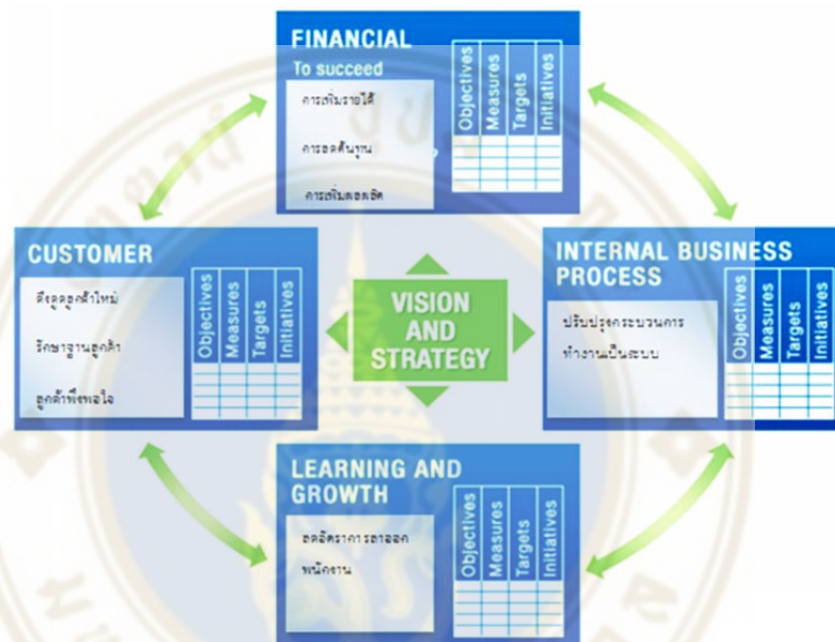 FINANCIAL
To succeed
การเพิ่มรายได้
การลดต้นทุน
การเพิ่มผลผลิต
Objectives
Measures
Targets
Initiatives
CUSTOMER
ดึงดูดลูกค้าใหม่
รักษาฐานลูกค้า
ลูกค้าพึงพอใจ
Objectives
Measures
Targets
Initiatives
VISION
AND
STRATEGY
INTERNAL BUSINESS
PROCESS
ปรับปรุงกระบวนการ
ทำงานเป็นระบบ
Objectives
Measures
Targets
Initiatives
LEARNING AND
GROWTH
ลดอัตราการลาออก
พนักงาน
Objectives
Measures
Targets
Initiatives